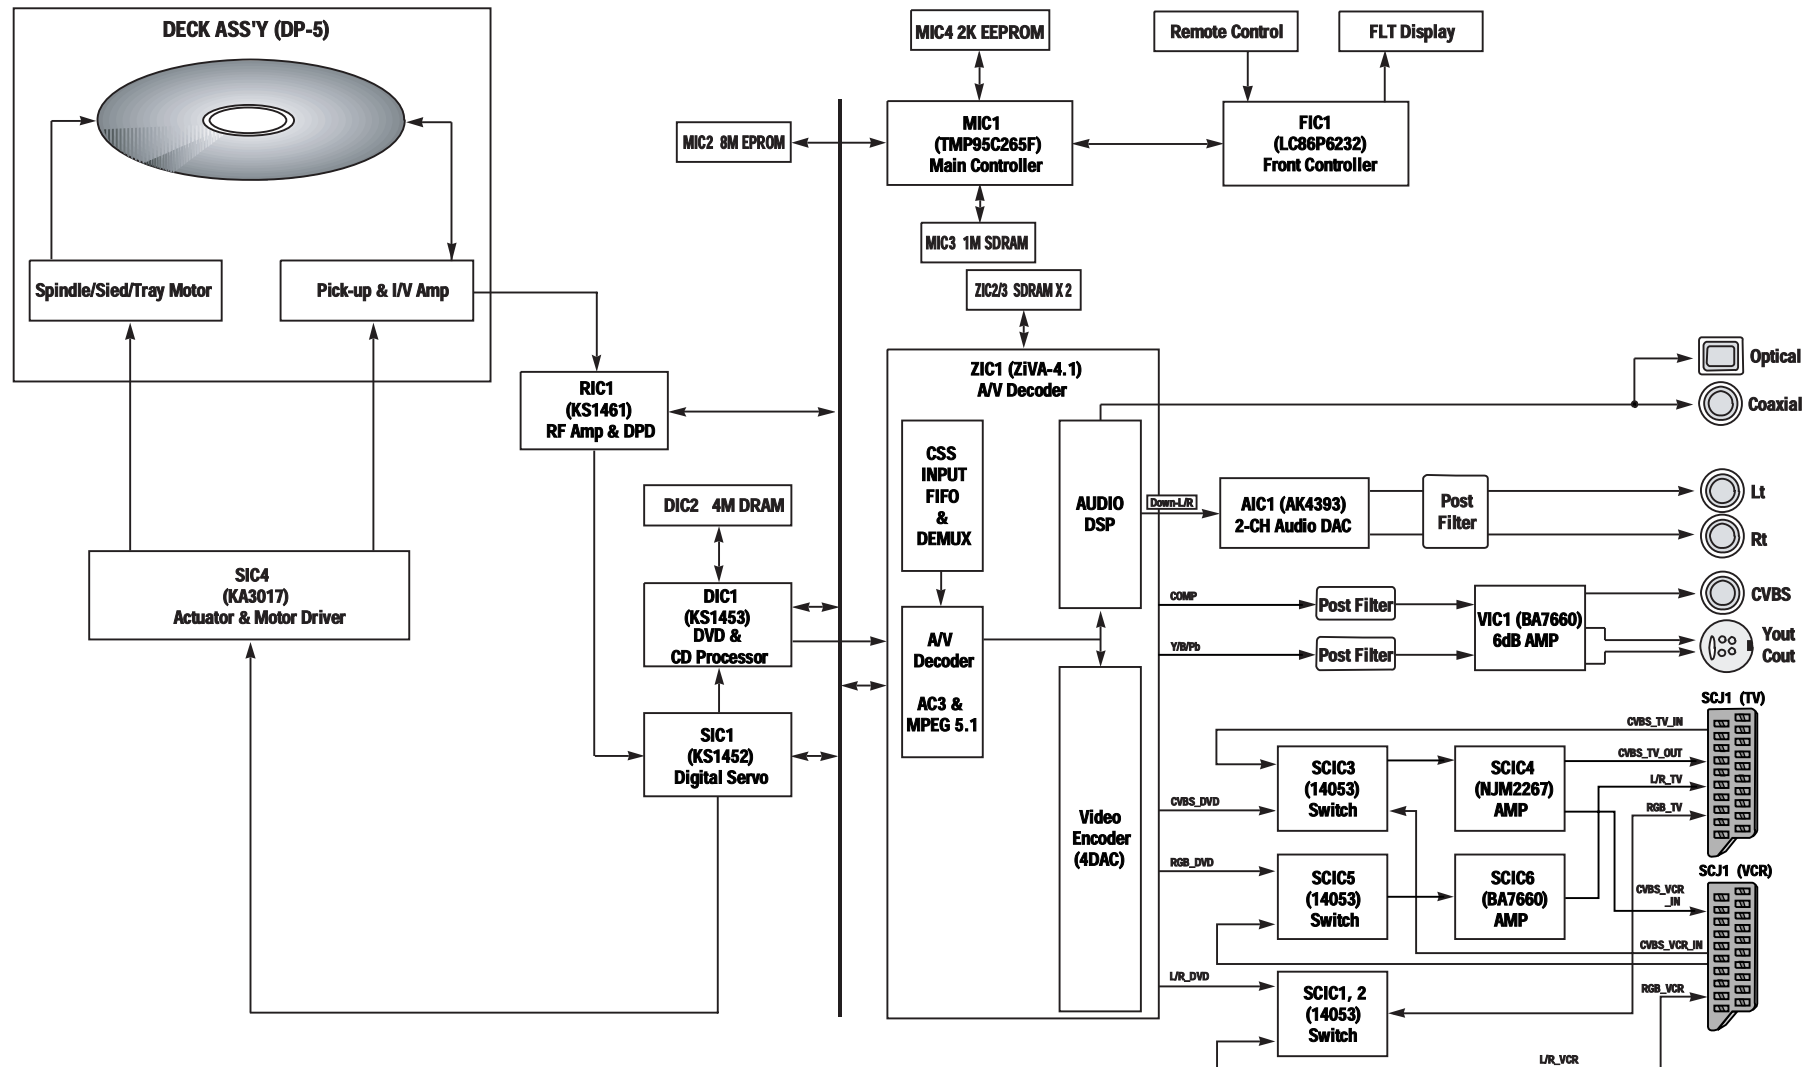 DECK ASS'Y (DP-5)
Spindle/Sied/Tray Motor
Pick-up & I/V Amp
MIC4 2K EEPROM
Remote Control
FLT Display
MIC2 8M EPROM
MIC1
(TMP95C265F)
Main Controller
FIC1
(LC86P6232)
Front Controller
MIC3 1M SDRAM
ZIC2/3 SDRAM X 2
RIC1
(KS1461)
RF Amp & DPD
DIC2 4M DRAM
DIC1
(KS1453)
DVD &
CD Processor
SIC1
(KS1452)
Digital Servo
SIC4
(KA3017)
Actuator & Motor Driver
ZIC1 (ZiVA-4.1)
A/V Decoder
CSS
INPUT
FIFO
&
DEMUX
A/V
Decoder
AC3 &
MPEG 5.1
AUDIO
DSP
Video
Encoder
(4DAC)
Down-L/R
AIC1 (AK4393)
2-CH Audio DAC
Post
Filter
Optical
Coaxial
Lt
Rt
COMP
Post Filter
Y/B/Pb
Post Filter
VIC1 (BA7660)
6dB AMP
CVBS
Yout
Cout
SCJ1 (TV)
CVBS_TV_IN
CVBS_TV_OUT
L/R_TV
RGB_TV
CVBS_DVD
SCIC3
(14053)
Switch
SCIC4
(NJM2267)
AMP
RGB_DVD
SCIC5
(14053)
Switch
SCIC6
(BA7660)
AMP
SCJ1 (VCR)
CVBS_VCR
_IN
CVBS_VCR_IN
L/R_DVD
SCIC1, 2
(14053)
Switch
RGB_VCR
L/R_VCR